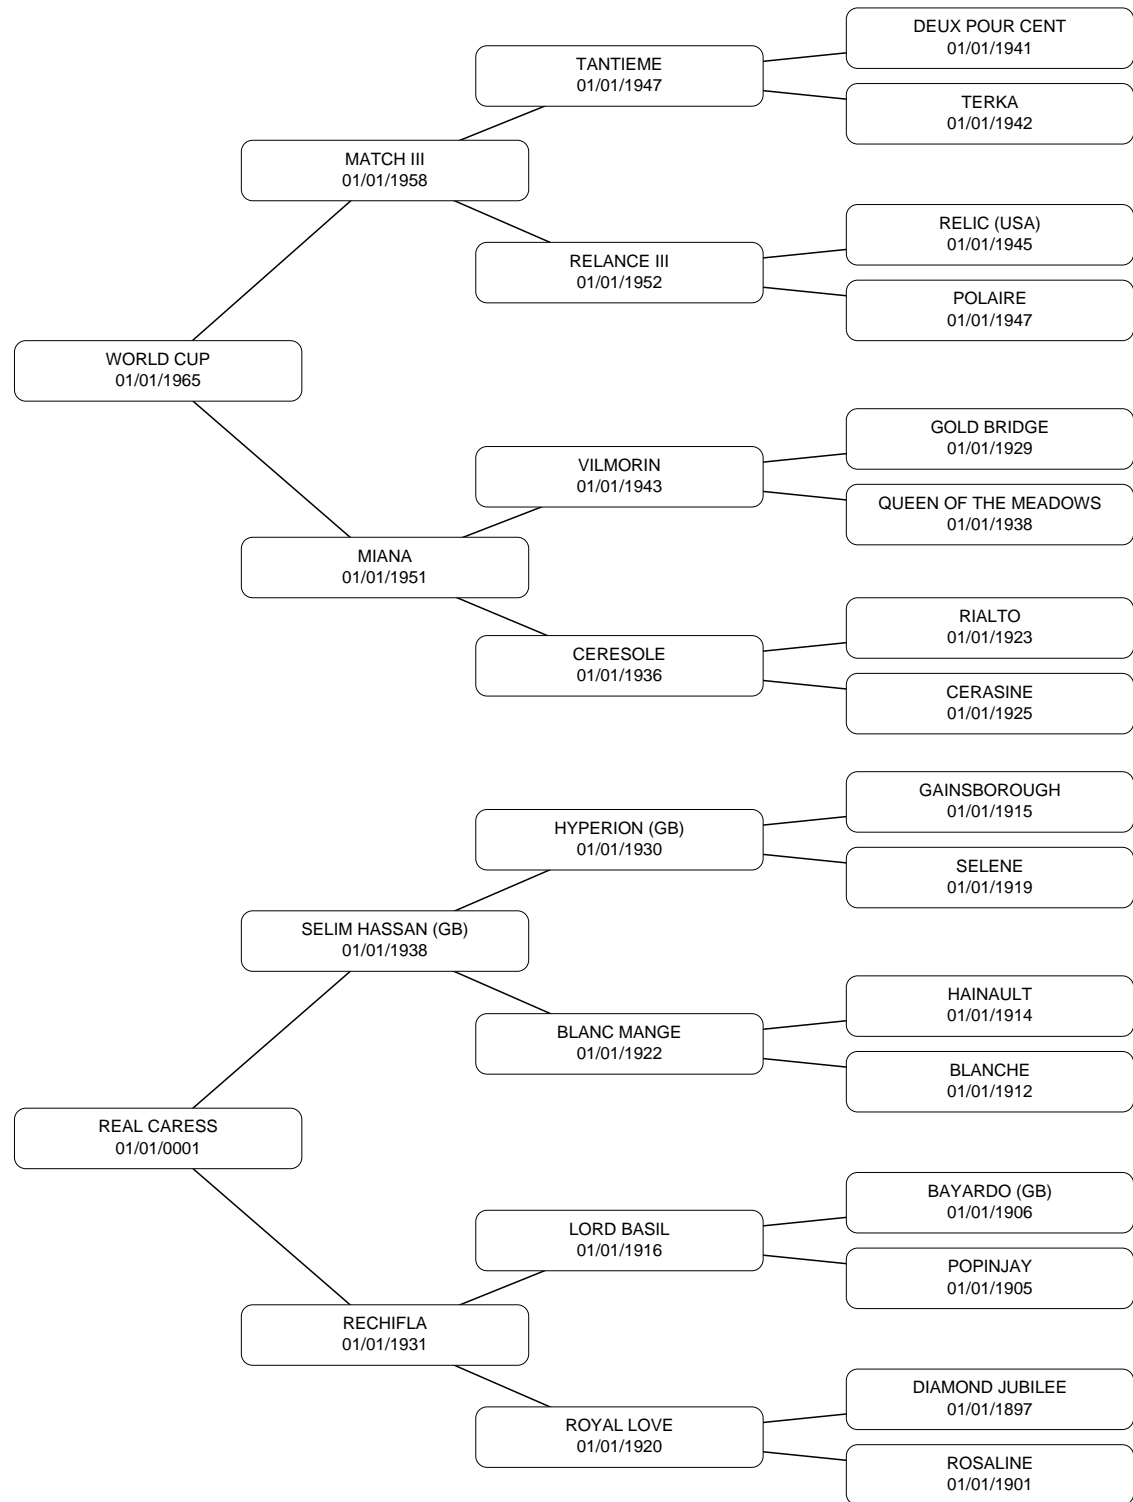 DEUX POUR CENT
01/01/1941
TANTIEME
01/01/1947
TERKA
01/01/1942
MATCH III
01/01/1958
RELIC (USA)
01/01/1945
RELANCE III
01/01/1952
POLAIRE
01/01/1947
WORLD CUP
01/01/1965
GOLD BRIDGE
01/01/1929
VILMORIN
01/01/1943
QUEEN OF THE MEADOWS
01/01/1938
MIANA
01/01/1951
RIALTO
01/01/1923
CERESOLE
01/01/1936
CERASINE
01/01/1925
GAINSBOROUGH
01/01/1915
HYPERION (GB)
01/01/1930
SELENE
01/01/1919
SELIM HASSAN (GB)
01/01/1938
HAINAULT
01/01/1914
BLANC MANGE
01/01/1922
BLANCHE
01/01/1912
REAL CARESS
01/01/0001
BAYARDO (GB)
01/01/1906
LORD BASIL
01/01/1916
POPINJAY
01/01/1905
RECHIFLA
01/01/1931
DIAMOND JUBILEE
01/01/1897
ROYAL LOVE
01/01/1920
ROSALINE
01/01/1901